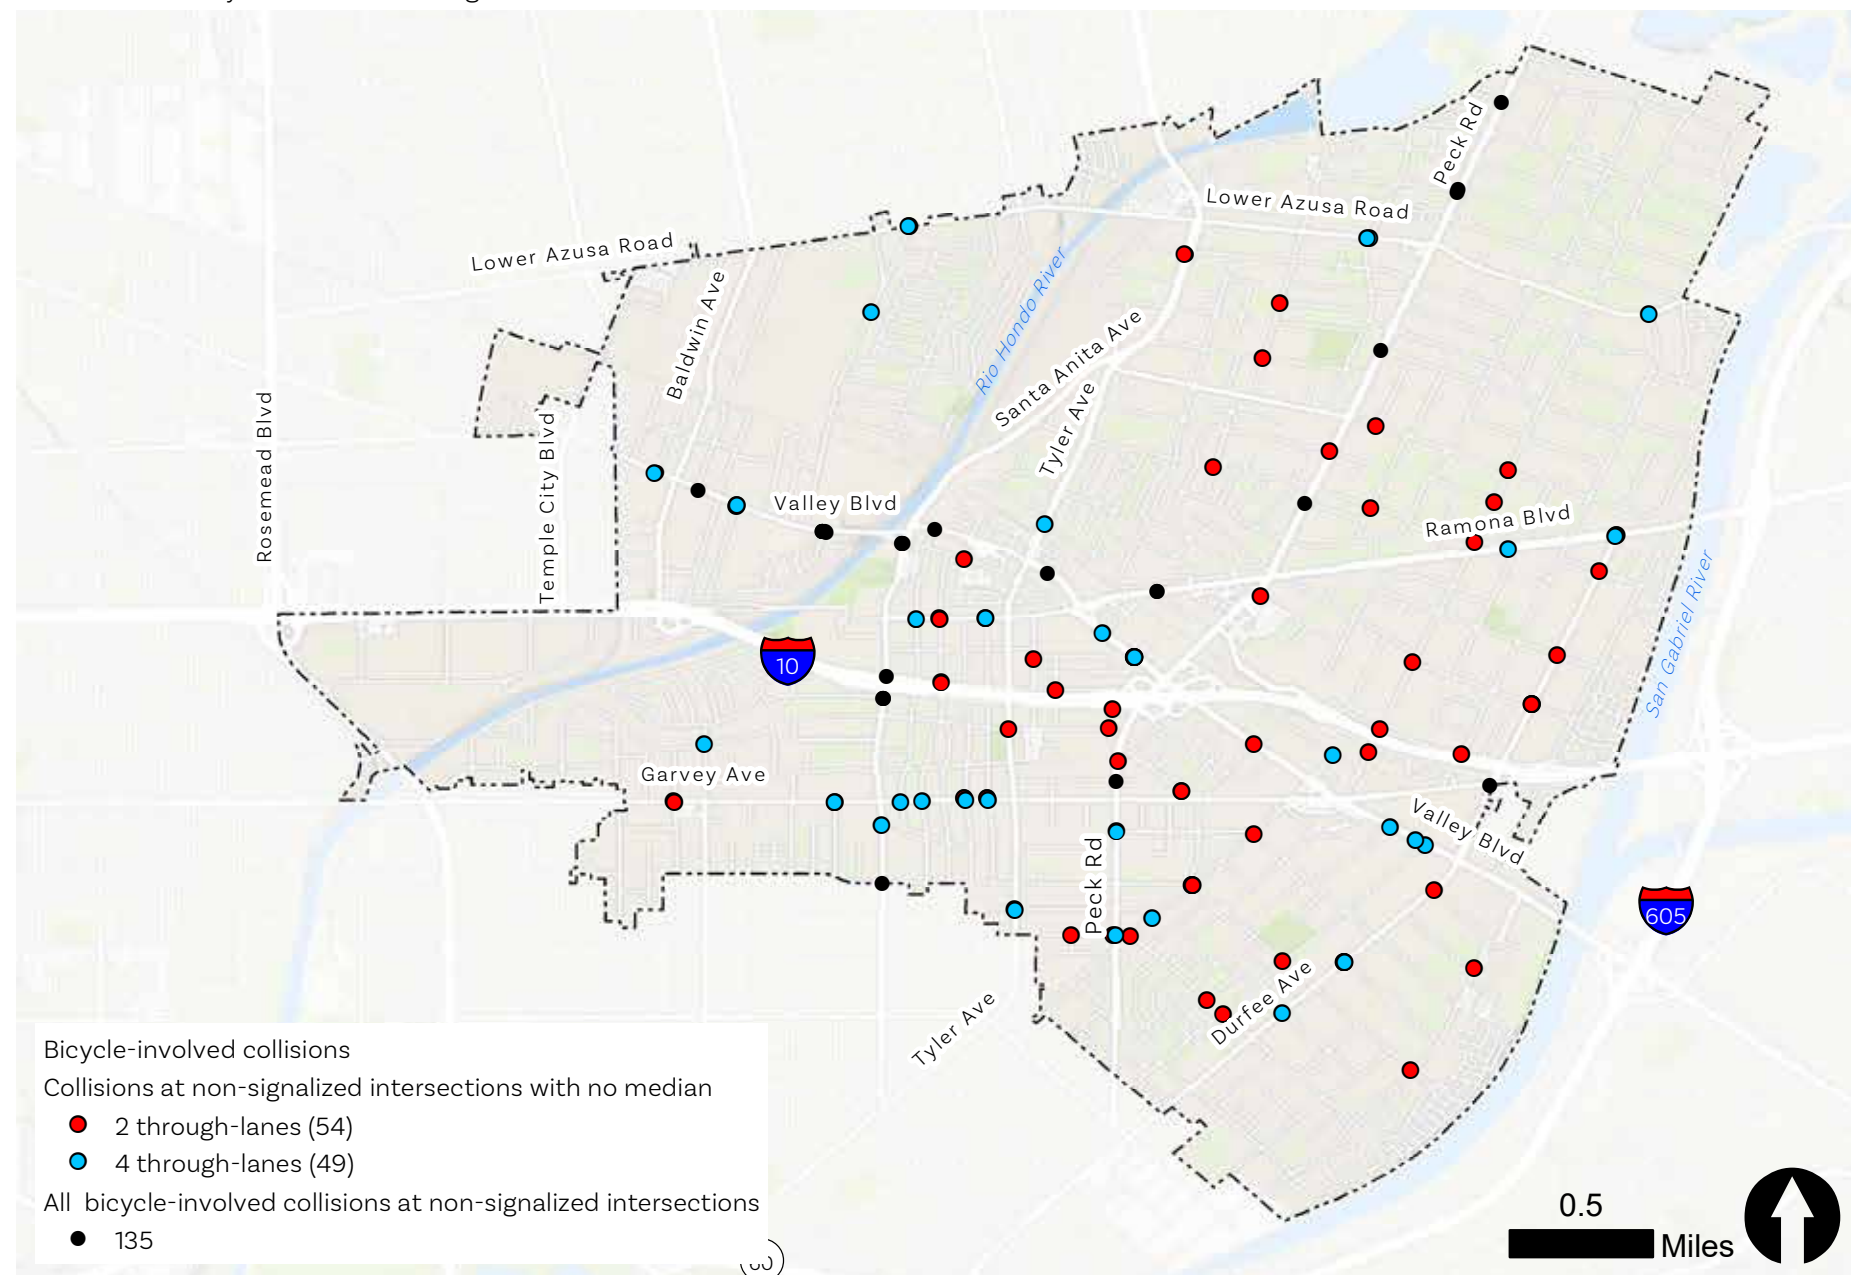 Peck Rd
Lower Azusa Road
Lower Azusa Road
Baldwin Ave
Rio Hondo River
Santa Anita Ave
Tyler Ave
Rosemead Blvd
Temple City Blvd
Valley Blvd
Ramona Blvd
San Gabriel River
10
Garvey Ave
Valley Blvd
Peck Rd
605
Durfee Ave
Tyler Ave
Bicycle-involved collisions
Collisions at non-signalized intersections with no median
2 through-lanes (54)
4 through-lanes (49)
All bicycle-involved collisions at non-signalized intersections
135
0.5
Miles